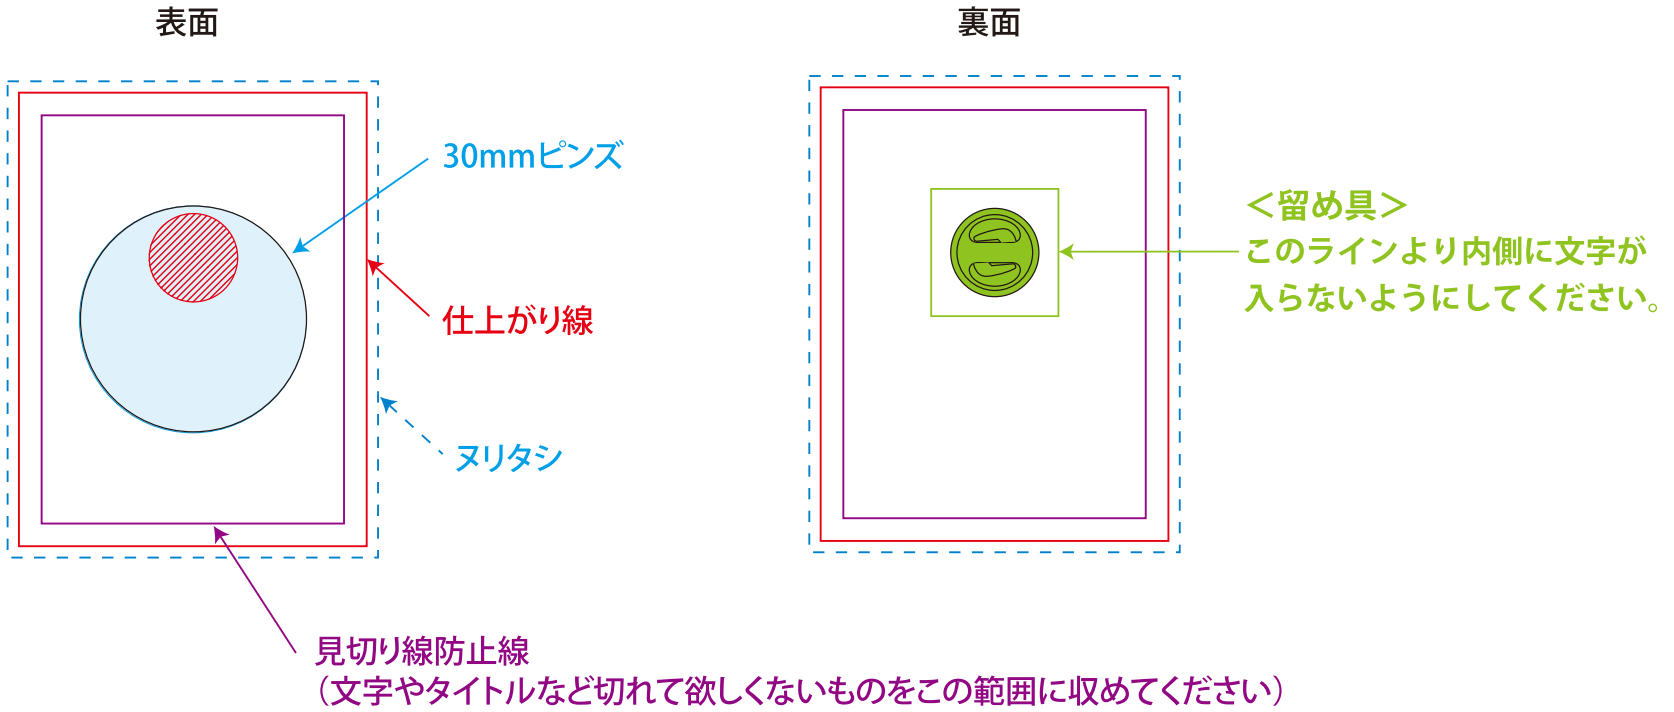 表面
裏面
30mmピンズ
仕上がり線
ヌリタシ
＜留め具＞
このラインより内側に文字が
入らないようにしてください。
見切り線防止線
（文字やタイトルなど切れて欲しくないものをこの範囲に収めてください）